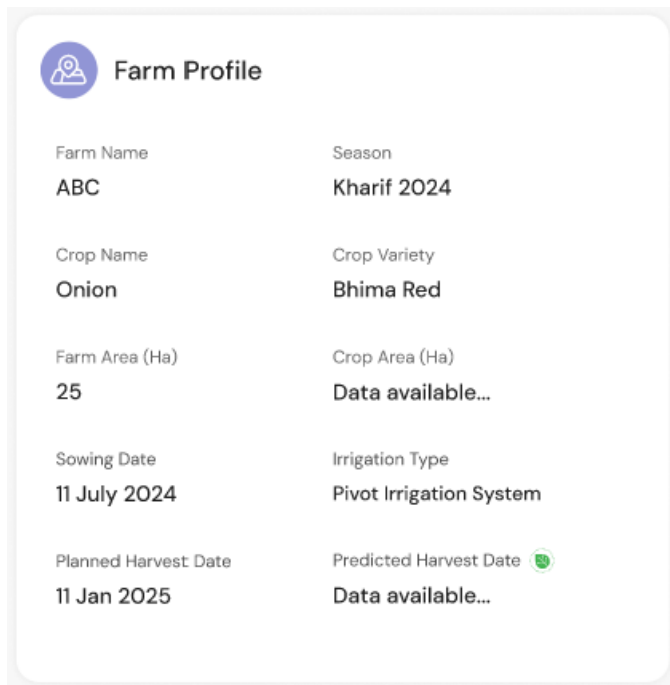 Farm Profile
Farm Name
Season
ABC
Kharif 2024
Crop Name
Crop Variety
Onion
Bhima Red
Farm Area (Ha)
Crop Area (Ha)
25
Data available...
Sowing Date
Irrigation Type
11 July 2024
Pivot Irrigation System
Planned Harvest Date
Predicted Harvest Date
11 Jan 2025
Data available...